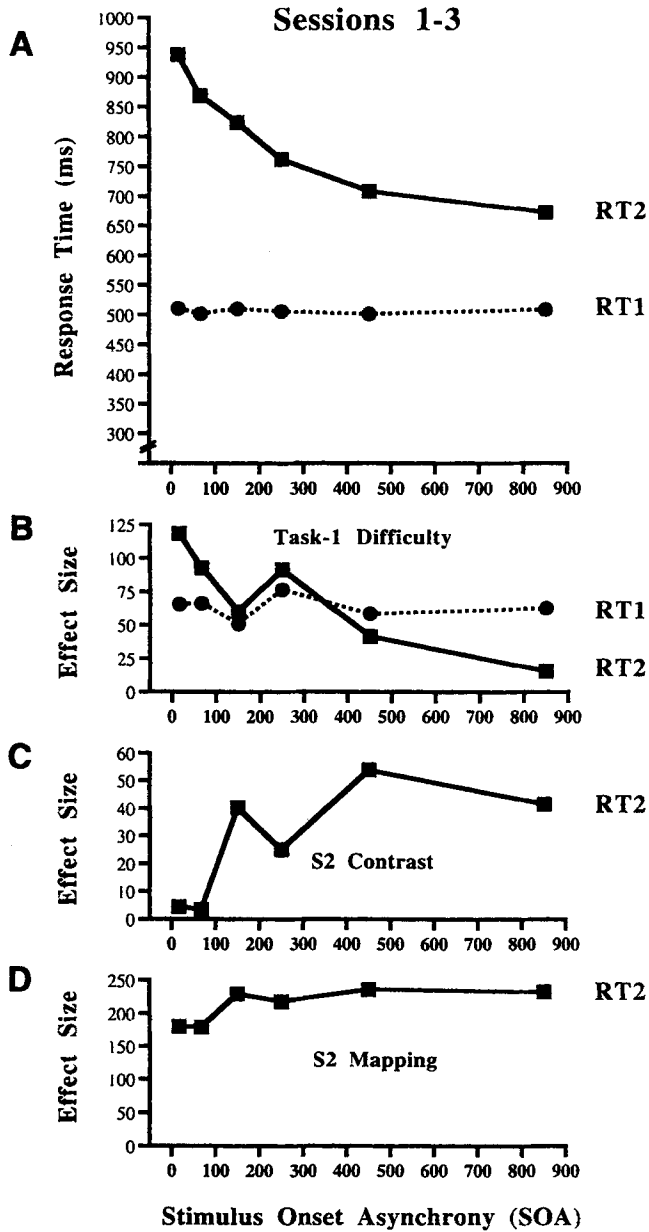 Sessions 1-3
A
1000
950
900
850
800
750
700
650
600
550
500
450
400
350
300
Response Time (ms)
RT2
RT1
0 100 200 300 400 500 600 700 800 900
B
125
100
75
50
25
0
Effect Size
Task-1 Difficulty
RT1
RT2
0 100 200 300 400 500 600 700 800 900
C
60
50
40
30
20
10
0
Effect Size
S2 Contrast
RT2
0 100 200 300 400 500 600 700 800 900
D
250
200
150
100
50
0
Effect Size
S2 Mapping
RT2
0 100 200 300 400 500 600 700 800 900
Stimulus Onset Asynchrony (SOA)